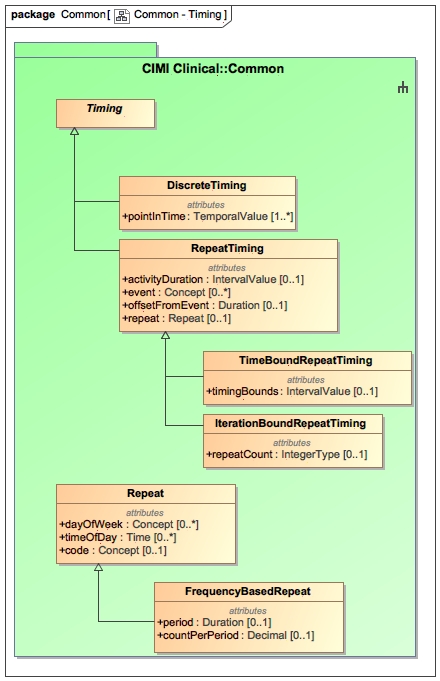 package Common [ Common - Timing ]
CIMI Clinical::Common
Timing
DiscreteTiming
attributes
+pointInTime : TemporalValue [1..*]
RepeatTiming
attributes
+activityDuration : IntervalValue [0..1]
+event : Concept [0..*]
+offsetFromEvent : Duration [0..1]
+repeat : Repeat [0..1]
TimeBoundRepeatTiming
attributes
+timingBounds : IntervalValue [0..1]
IterationBoundRepeatTiming
attributes
+repeatCount : IntegerType [0..1]
Repeat
attributes
+dayOfWeek : Concept [0..*]
+timeOfDay : Time [0..*]
+code : Concept [0..1]
FrequencyBasedRepeat
attributes
+period : Duration [0..1]
+countPerPeriod : Decimal [0..1]